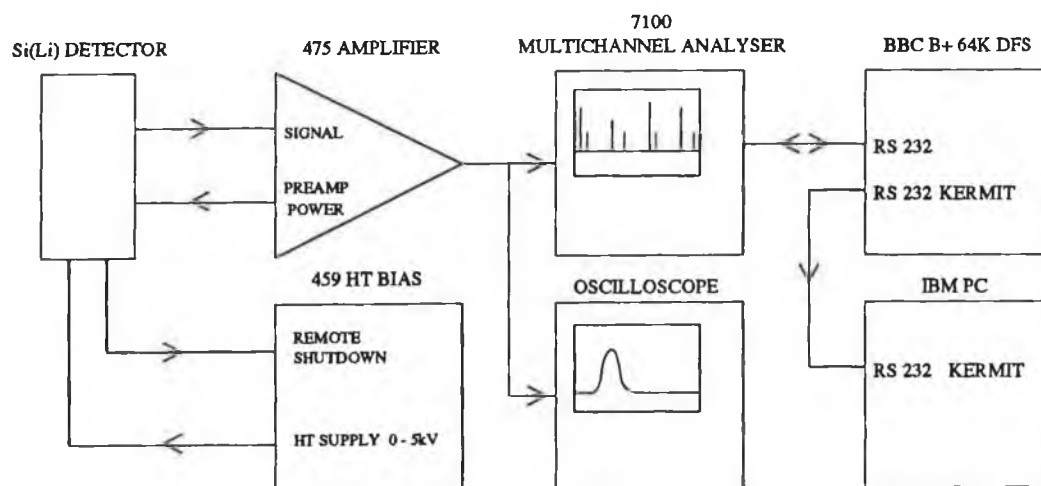 Si(Li) DETECTOR
475 AMPLIFIER
7100
MULTICHANNEL ANALYSER
BBC B+ 64K DFS
SIGNAL
PREAMP
POWER
RS 232
RS 232 KERMIT
459 HT BIAS
OSCILLOSCOPE
IBM PC
REMOTE
SHUTDOWN
HT SUPPLY 0 - 5kV
RS 232 KERMIT